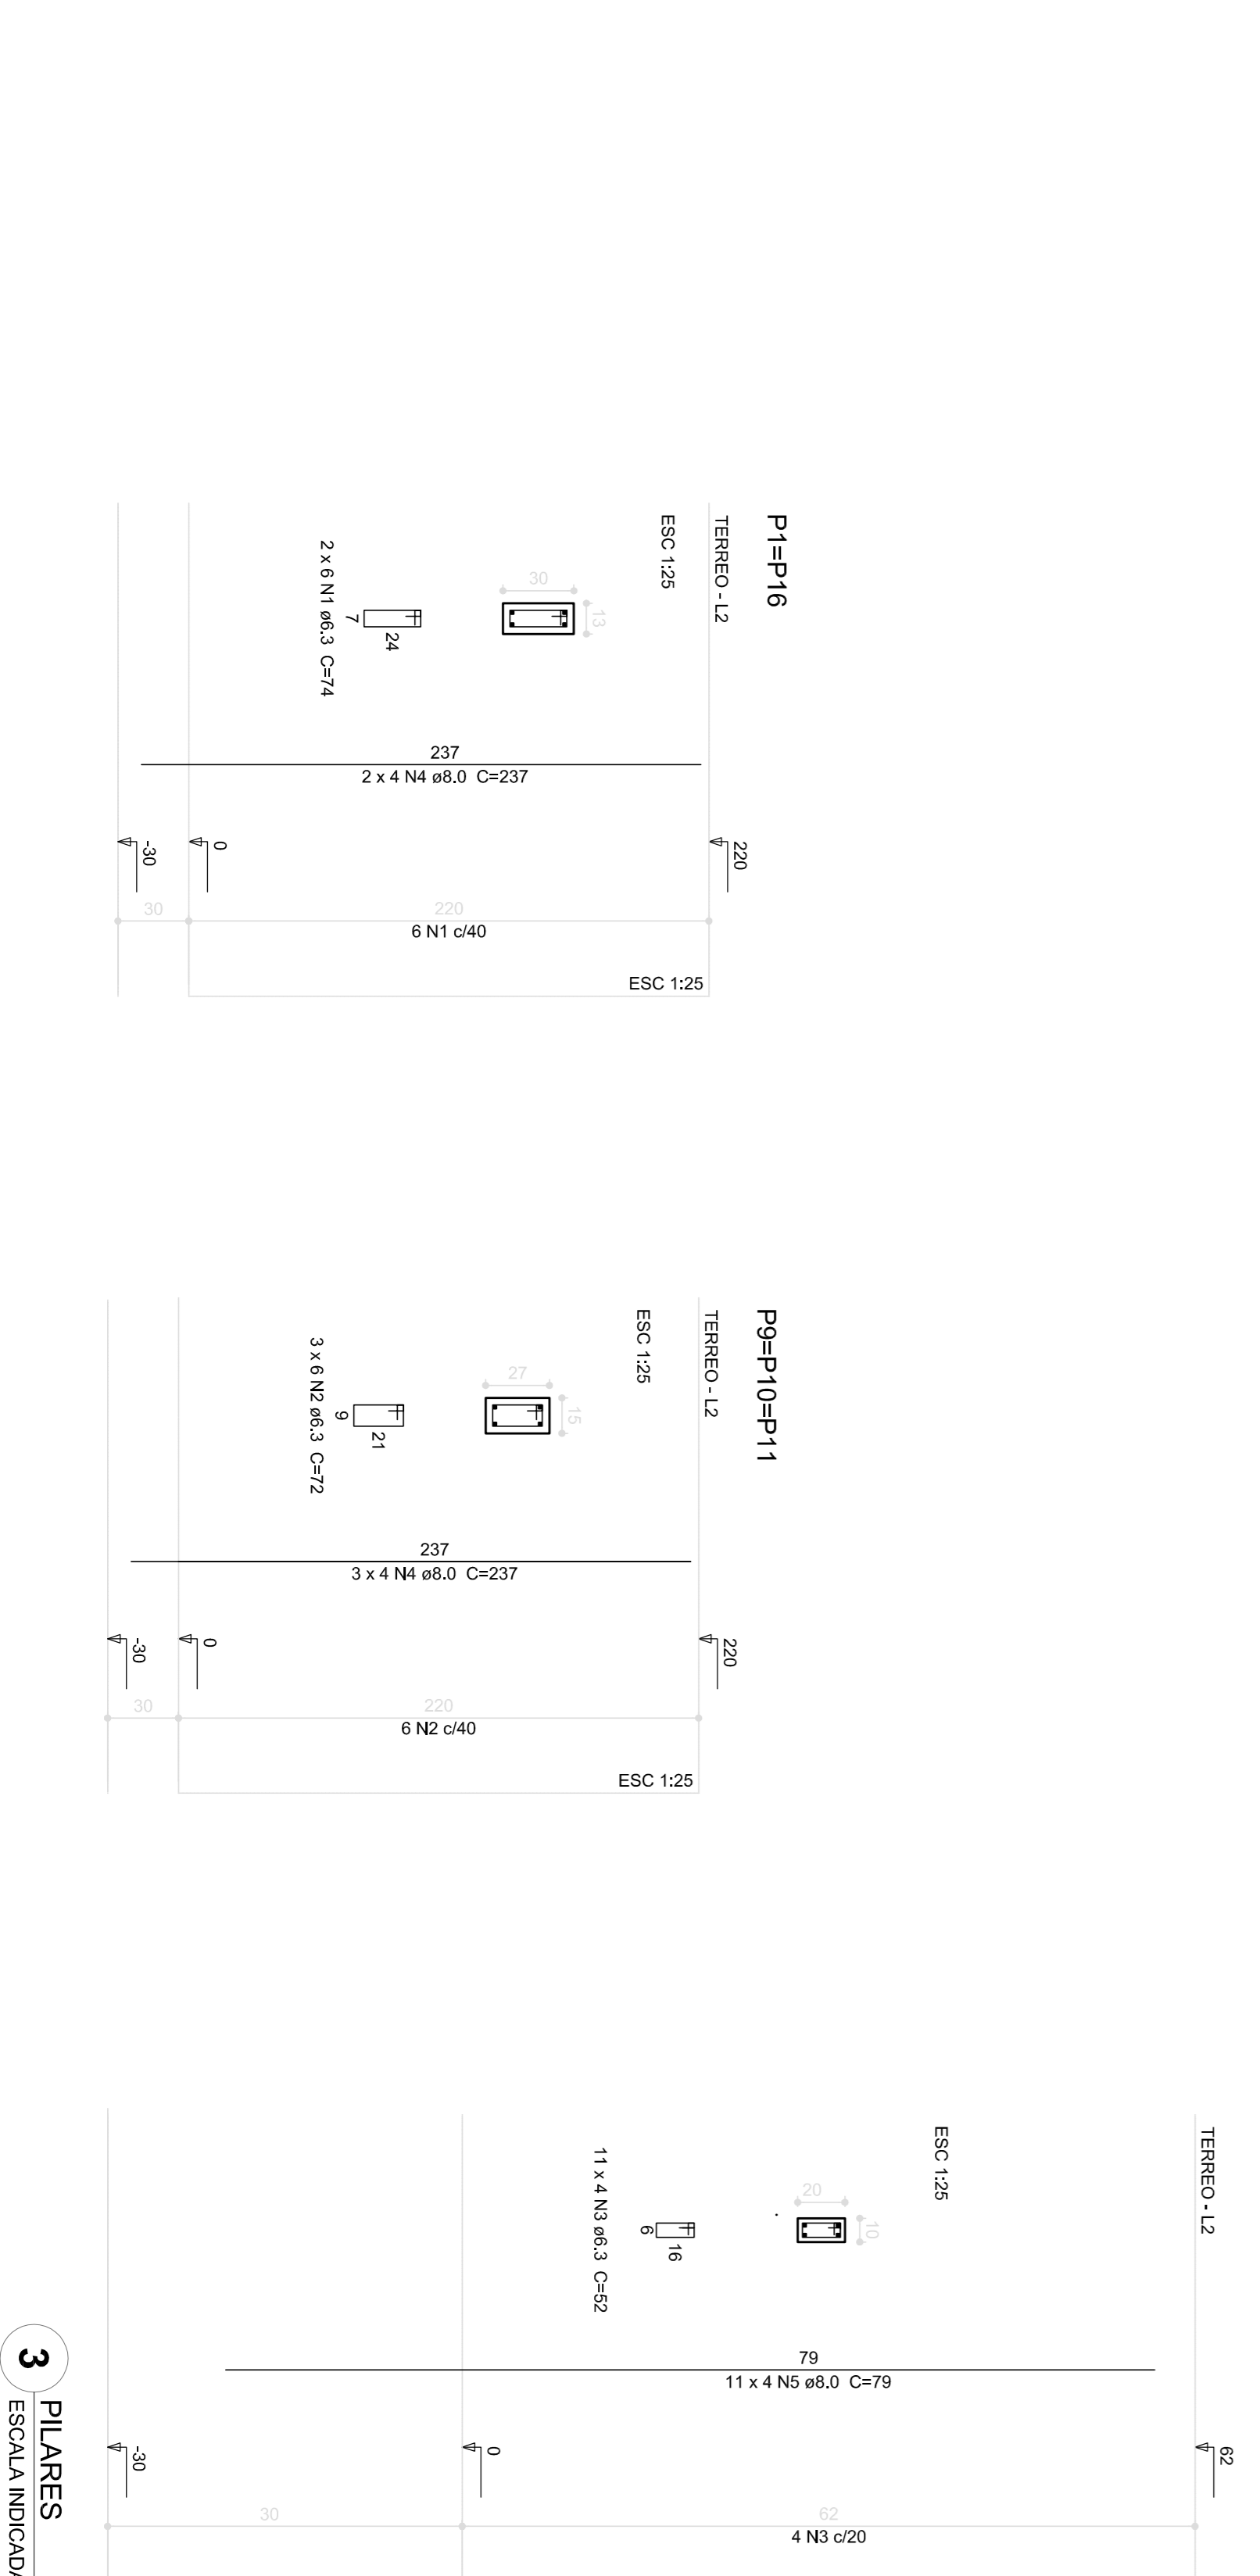 P1=P16
TERREO - L2
220
ESC 1:25
30
13
24
7
2 x 6 N1 ø6.3  C=74
237
2 x 4 N4 ø8.0  C=237
0
-30
30
220
6 N1 c/40
ESC 1:25
P9=P10=P11
TERREO - L2
220
ESC 1:25
27
15
21
9
3 x 6 N2 ø6.3  C=72
237
3 x 4 N4 ø8.0  C=237
0
-30
30
220
6 N2 c/40
ESC 1:25
TERREO - L2
62
ESC 1:25
20
10
16
6
11 x 4 N3 ø6.3  C=52
79
11 x 4 N5 ø8.0  C=79
0
-30
30
62
4 N3 c/20
3
PILARES
ESCALA INDICADA